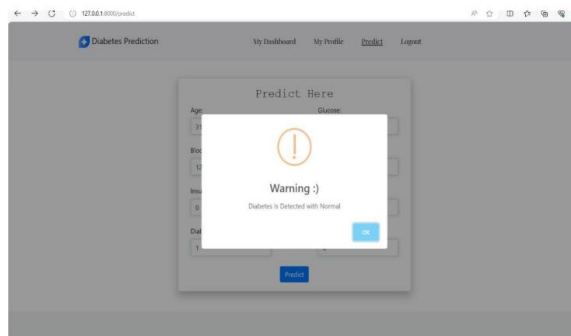 127.0.0.1:8000/predict
Diabetes Prediction
My Dashboard My Profile Predict Logout
Predict Here
Age: Glucose:
Warning :)
Diabetes is Detected with Normal
OK
Predict